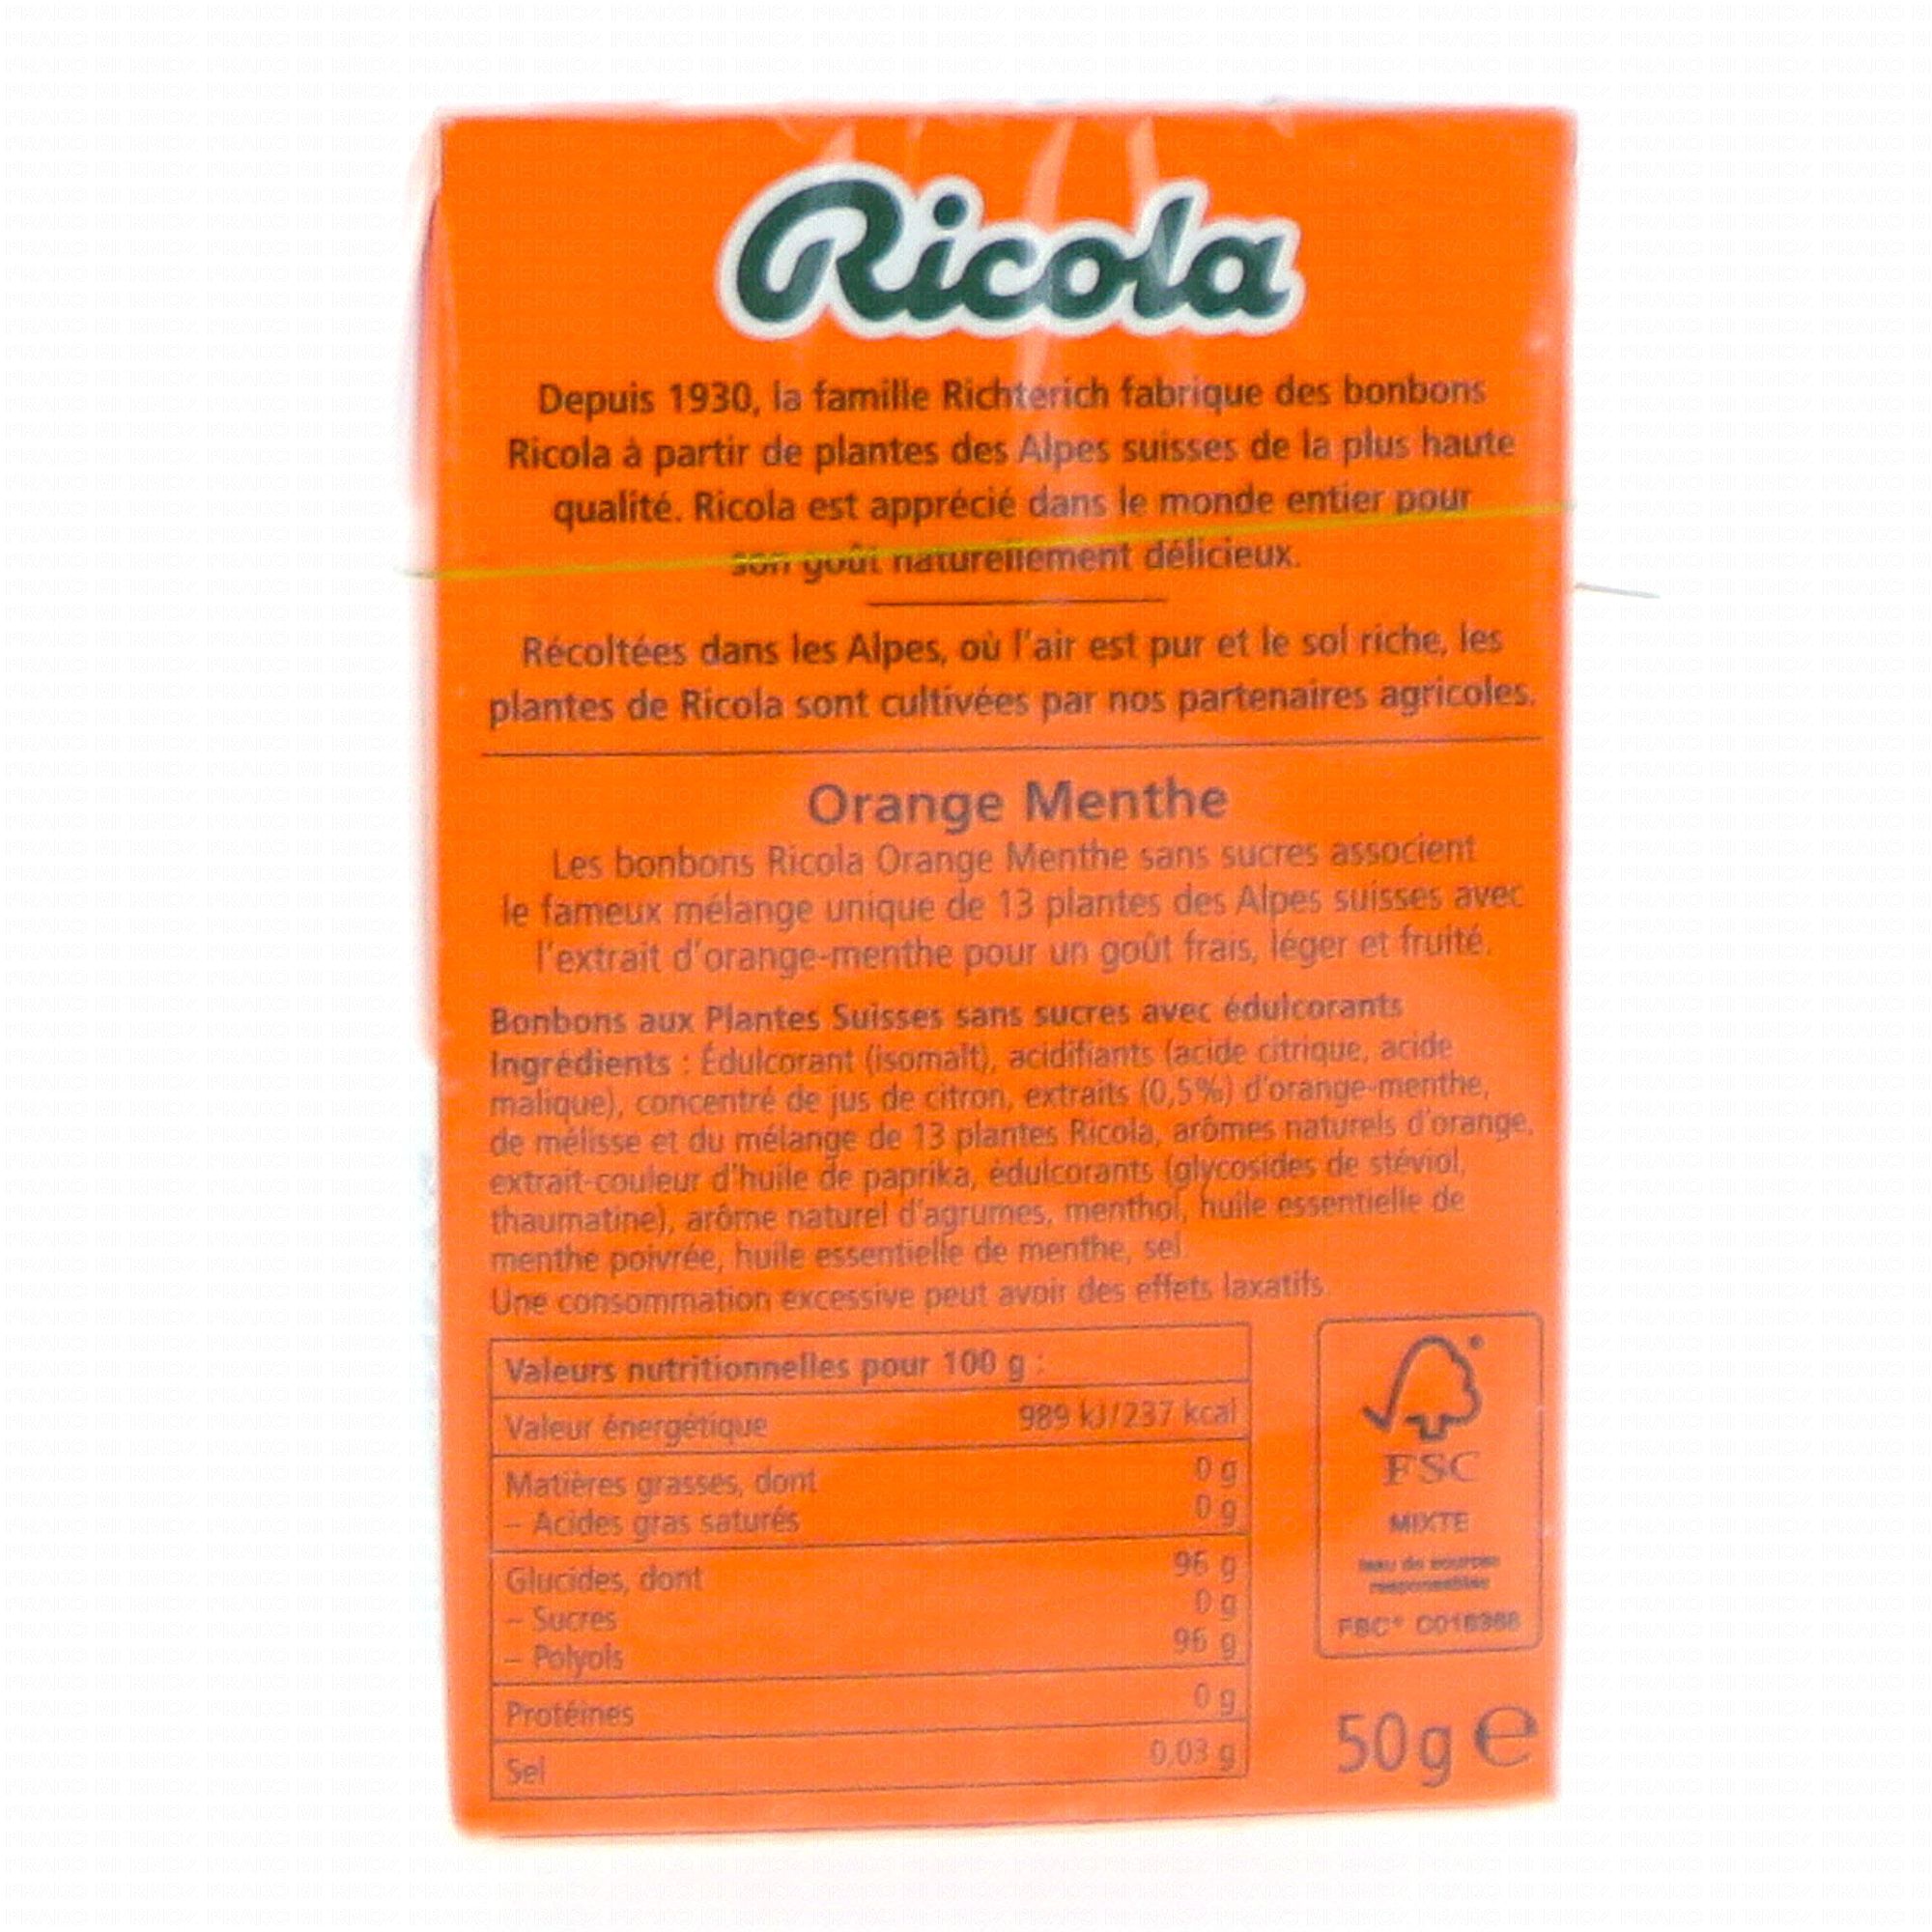 Ricola
Depuis 1930, la famille Richterich fabrique des bonbons
Ricola à partir de plantes des Alpes suisses de la plus haute
qualité. Ricola est apprécié dans le monde entier pour
son goût naturellement délicieux.
Récoltées dans les Alpes, où l'air est pur et le sol riche, les
plantes de Ricola sont cultivées par nos partenaires agricoles.
Orange Menthe
Les bonbons Ricola Orange Menthe sans sucres associent
le fameux mélange unique de 13 plantes des Alpes suisses avec
l'extrait d'orange-menthe pour un goût frais, léger et fruité.
Bonbons aux Plantes Suisses sans sucres avec édulcorants
Ingrédients : Édulcorant (isomalt), acidifiants (acide citrique, acide
malique), concentré de jus de citron, extraits (0,5%) d'orange-menthe,
de mélisse et du mélange de 13 plantes Ricola, arômes naturels d'orange,
extrait couleur d'huile de paprika, édulcorants (glycosides de stéviol,
thaumatine), arôme naturel d'agrumes, menthol, huile essentielle de
menthe poivrée, huile essentielle de menthe, sel.
Une consommation excessive peut avoir des effets laxatifs.
Valeurs nutritionnelles pour 100 g :
Valeur énergétique 989 kJ/237 kcal
Matières grasses, dont 0 g
– Acides gras saturés 0 g
Glucides, dont 96 g
– Sucres 0 g
– Polyols 96 g
Protéines 0 g
Sel 0,03 g
FSC
MIXTE
de sources
responsables
FSC®
50 g e